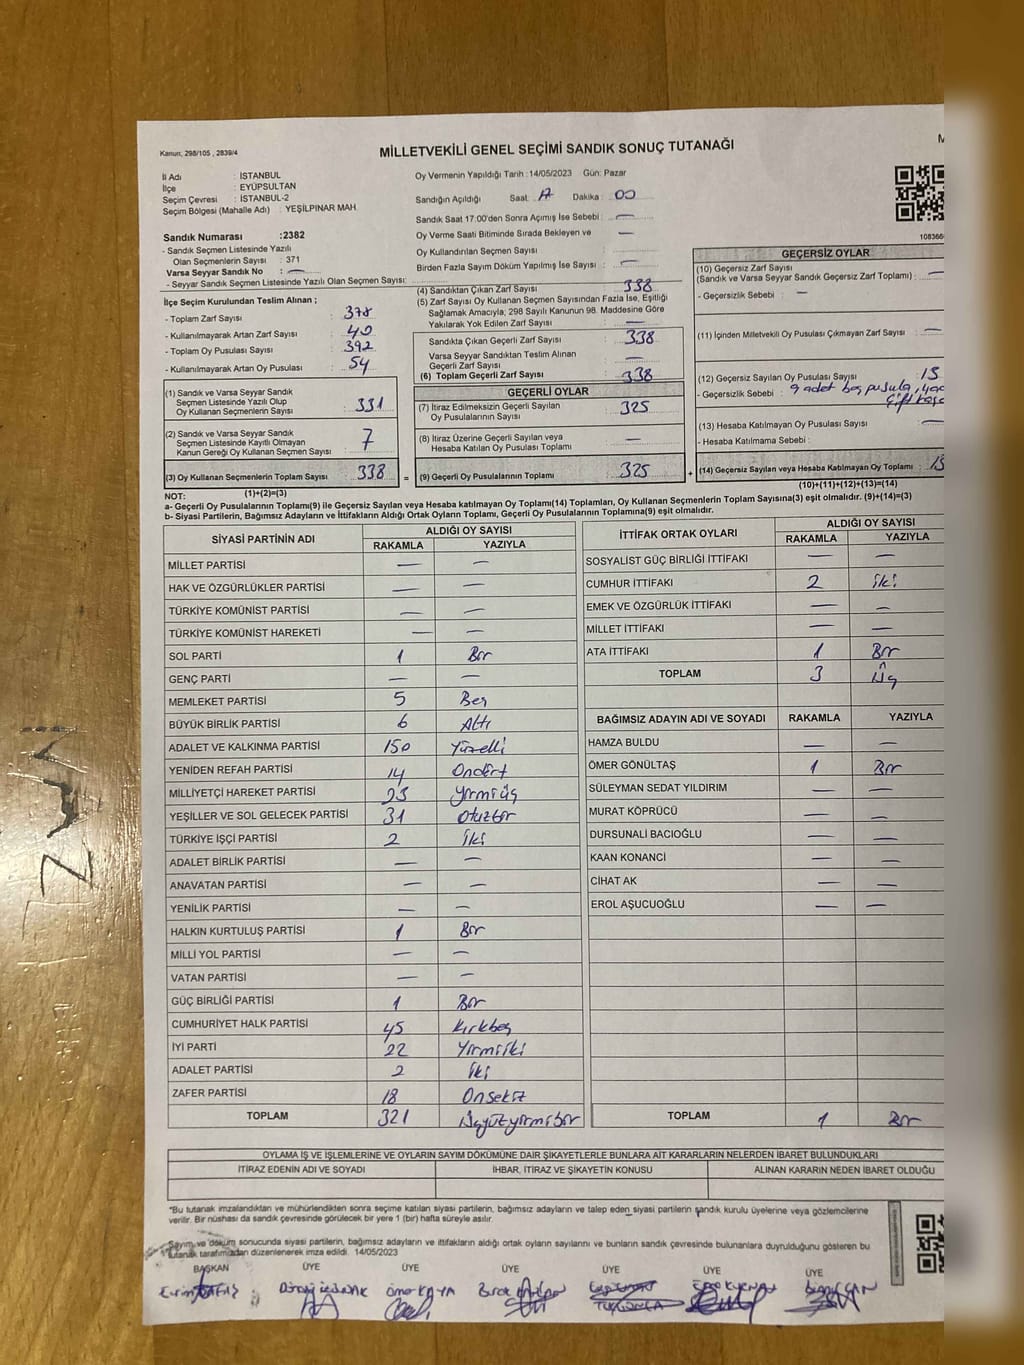 Kanun, 298/105 , 2839/4
MİLLETVEKİLİ GENEL SEÇİMİ SANDIK SONUÇ TUTANAĞI
M
İl Adı : İSTANBUL
İlçe : EYÜPSULTAN
Seçim Çevresi : İSTANBUL-2
Seçim Bölgesi (Mahalle Adı) : YEŞİLPINAR MAH.
Oy Vermenin Yapıldığı Tarih :14/05/2023 Gün: Pazar
Sandığın Açıldığı Saat: 17 Dakika : 00
Sandık Saat 17:00'den Sonra Açımış İse Sebebi : —
Oy Verme Saati Bitiminde Sırada Bekleyen ve —
Oy Kullandırılan Seçmen Sayısı :
Birden Fazla Sayım Döküm Yapılmış İse Sayısı : —
108366
Sandık Numarası :2382
- Sandık Seçmen Listesinde Yazılı
Olan Seçmenlerin Sayısı : 371
Varsa Seyyar Sandık No : —
- Seyyar Sandık Seçmen Listesinde Yazılı Olan Seçmen Sayısı:
İlçe Seçim Kurulundan Teslim Alınan ;
- Toplam Zarf Sayısı : 378
- Kullanılmayarak Artan Zarf Sayısı : 40
- Toplam Oy Pusulası Sayısı : 392
- Kullanılmayarak Artan Oy Pusulası : 54
(1) Sandık ve Varsa Seyyar Sandık
Seçmen Listesinde Yazılı Olup
Oy Kullanan Seçmenlerin Sayısı : 331
(2) Sandık ve Varsa Seyyar Sandık
Seçmen Listesinde Kayıtlı Olmayan
Kanun Gereği Oy Kullanan Seçmen Sayısı : 7
(3) Oy Kullanan Seçmenlerin Toplam Sayısı : 338
(1)+(2)=(3)
(4) Sandıktan Çıkan Zarf Sayısı : 338
(5) Zarf Sayısı Oy Kullanan Seçmen Sayısından Fazla İse, Eşitliği
Sağlamak Amacıyla; 298 Sayılı Kanunun 98. Maddesine Göre
Yakılarak Yok Edilen Zarf Sayısı : —
Sandıkta Çıkan Geçerli Zarf Sayısı : 338
Varsa Seyyar Sandıktan Teslim Alınan
Geçerli Zarf Sayısı : —
(6) Toplam Geçerli Zarf Sayısı : 338
GEÇERLİ OYLAR
(7) İtiraz Edilmeksizin Geçerli Sayılan
Oy Pusulalarının Sayısı : 325
(8) İtiraz Üzerine Geçerli Sayılan veya
Hesaba Katılan Oy Pusulası Toplamı : —
(9) Geçerli Oy Pusulalarının Toplamı : 325
GEÇERSİZ OYLAR
(10) Geçersiz Zarf Sayısı
(Sandık ve Varsa Seyyar Sandık Geçersiz Zarf Toplamı) : —
- Geçersizlik Sebebi : —
(11) İçinden Milletvekili Oy Pusulası Çıkmayan Zarf Sayısı : —
(12) Geçersiz Sayılan Oy Pusulası Sayısı : 13
- Geçersizlik Sebebi : 9 adet boş pusula,
(13) Hesaba Katılmayan Oy Pusulası Sayısı : —
- Hesaba Katılmama Sebebi :
(14) Geçersiz Sayılan veya Hesaba Katılmayan Oy Toplamı : 13
(10)+(11)+(12)+(13)=(14)
NOT:
a- Geçerli Oy Pusulalarının Toplamı(9) ile Geçersiz Sayılan veya Hesaba katılmayan Oy Toplamı(14) Toplamları, Oy Kullanan Seçmenlerin Toplam Sayısına(3) eşit olmalıdır. (9)+(14)=(3)
b- Siyasi Partilerin, Bağımsız Adayların ve İttifakların Aldığı Ortak Oyların Toplamı, Geçerli Oy Pusulalarının Toplamına(9) eşit olmalıdır.
SİYASİ PARTİNİN ADI ALDIĞI OY SAYISI
RAKAMLA YAZIYLA
MİLLET PARTİSİ — —
HAK VE ÖZGÜRLÜKLER PARTİSİ — —
TÜRKİYE KOMÜNİST PARTİSİ — —
TÜRKİYE KOMÜNİST HAREKETİ — —
SOL PARTİ 1 Bir
GENÇ PARTİ — —
MEMLEKET PARTİSİ 5 Beş
BÜYÜK BİRLİK PARTİSİ 6 Altı
ADALET VE KALKINMA PARTİSİ 150 Yüzelli
YENİDEN REFAH PARTİSİ 14 Ondört
MİLLİYETÇİ HAREKET PARTİSİ 23 yirmiüç
YEŞİLLER VE SOL GELECEK PARTİSİ 31 otuzbir
TÜRKİYE İŞÇİ PARTİSİ 2 İki
ADALET BİRLİK PARTİSİ — —
ANAVATAN PARTİSİ — —
YENİLİK PARTİSİ — —
HALKIN KURTULUŞ PARTİSİ 1 Bir
MİLLİ YOL PARTİSİ — —
VATAN PARTİSİ — —
GÜÇ BİRLİĞİ PARTİSİ 1 Bir
CUMHURİYET HALK PARTİSİ 45 Kırkbeş
İYİ PARTİ 22 Yirmiiki
ADALET PARTİSİ 2 İki
ZAFER PARTİSİ 18 Onsekiz
TOPLAM 321 Üçyüzyirmibir
İTTİFAK ORTAK OYLARI ALDIĞI OY SAYISI
RAKAMLA YAZIYLA
SOSYALİST GÜÇ BİRLİĞİ İTTİFAKI — —
CUMHUR İTTİFAKI 2 iki
EMEK VE ÖZGÜRLÜK İTTİFAKI — —
MİLLET İTTİFAKI — —
ATA İTTİFAKI 1 Bir
TOPLAM 3 Üç
BAĞIMSIZ ADAYIN ADI VE SOYADI RAKAMLA YAZIYLA
HAMZA BULDU — —
ÖMER GÖNÜLTAŞ 1 Bir
SÜLEYMAN SEDAT YILDIRIM — —
MURAT KÖPRÜCÜ — —
DURSUNALİ BACIOĞLU — —
KAAN KONANCİ — —
CİHAT AK — —
EROL AŞUCUOĞLU — —
TOPLAM 1 Bir
OYLAMA İŞ VE İŞLEMLERİNE VE OYLARIN SAYIM DÖKÜMÜNE DAİR ŞİKAYETLERLE BUNLARA AİT KARARLARIN NELERDEN İBARET BULUNDUKLARI
İTİRAZ EDENİN ADI VE SOYADI İHBAR, İTİRAZ VE ŞİKAYETİN KONUSU ALINAN KARARIN NEDEN İBARET OLDUĞU
"Bu tutanak imzalandıktan ve mühürlendikten sonra seçime katılan siyasi partilerin, bağımsız adayların ve talep eden siyasi partilerin sandık kurulu üyelerine veya gözlemcilerine
verilir. Bir nüshası da sandık çevresinde görülecek bir yere 1 (bir) hafta süreyle asılır.
Sayım ve döküm sonucunda siyasi partilerin, bağımsız adayların ve ittifakların aldığı ortak oyların sayılarını ve bunların sandık çevresinde bulunanlara duyrulduğunu gösteren bu
tutanak tarafımızdan düzenlenerek imza edildi. 14/05/2023
BAŞKAN ÜYE ÜYE ÜYE ÜYE ÜYE ÜYE